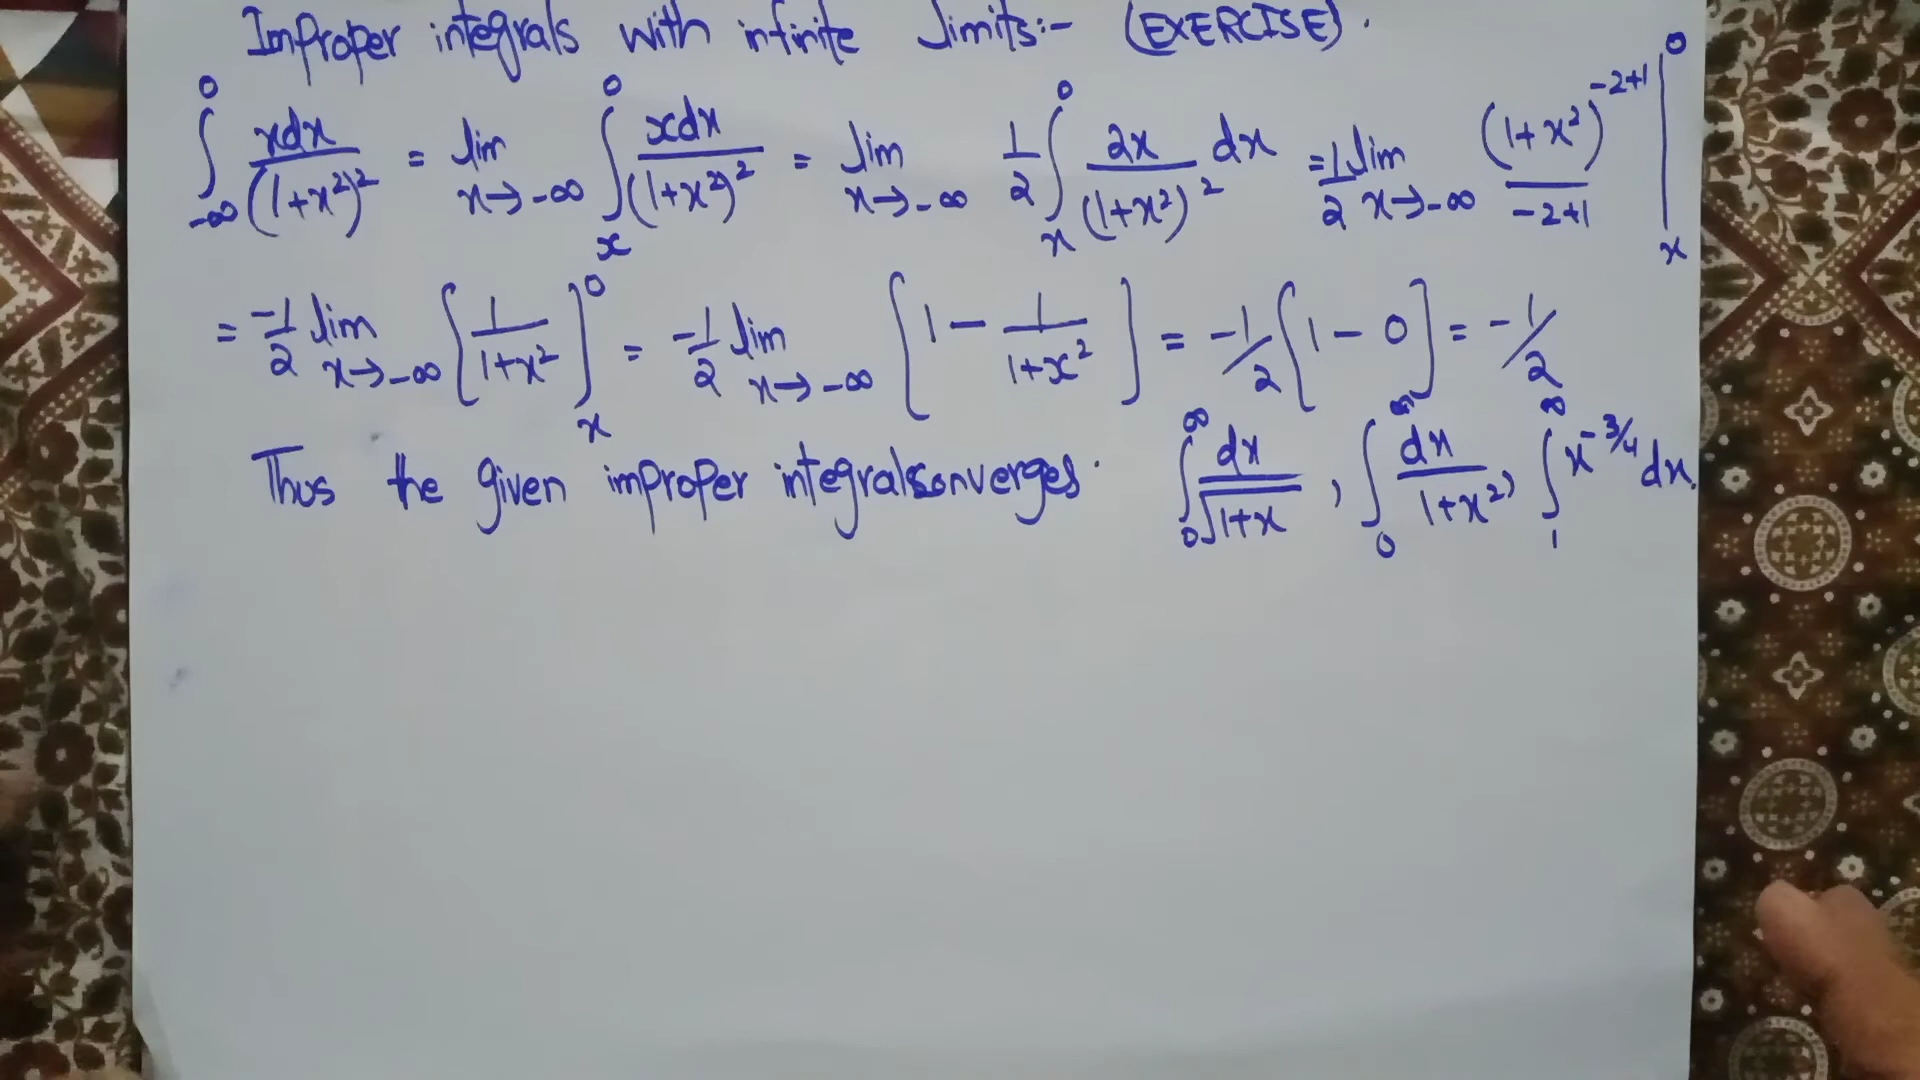 Improper integrals with infinite limits:- (EXERCISE).
∫_{-∞}^{0} xdx/(1+x²)² = lim_{x→-∞} ∫_{x}^{0} xdx/(1+x²)² = lim_{x→-∞} 1/2 ∫_{x}^{0} 2x/(1+x²)² dx = 1/2 lim_{x→-∞} (1+x²)^{-2+1}/(-2+1) |_{x}^{0}
= -1/2 lim_{x→-∞} [1/(1+x²)]_{x}^{0} = -1/2 lim_{x→-∞} [1 - 1/(1+x²)] = -1/2 [1 - 0] = -1/2
Thus the given improper integrals converges. ∫_{0}^{∞} dx/√(1+x), ∫_{0}^{∞} dx/(1+x²), ∫_{1}^{∞} x^{-3/4} dx.